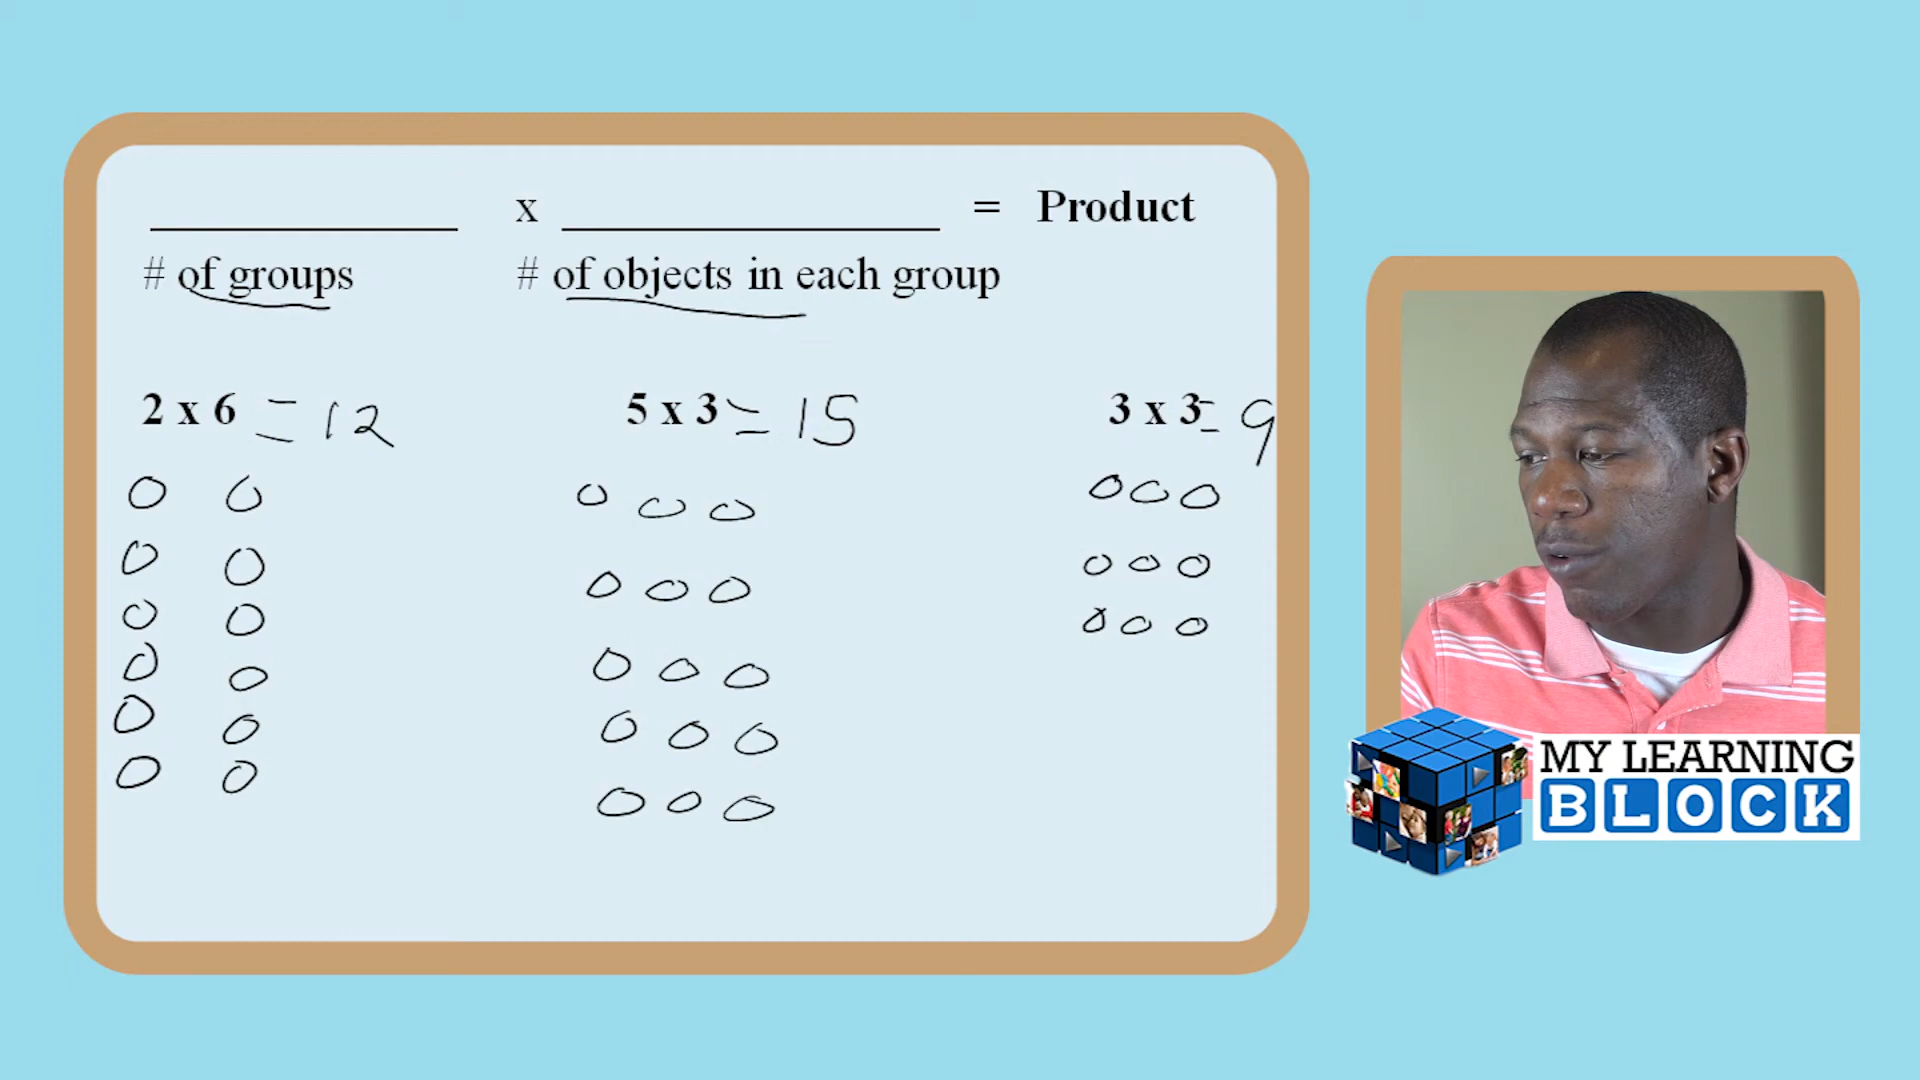 x = Product
# of groups # of objects in each group
2 x 6 = 12 5 x 3 = 15 3 x 3 = 9
MY LEARNING
BLOCK